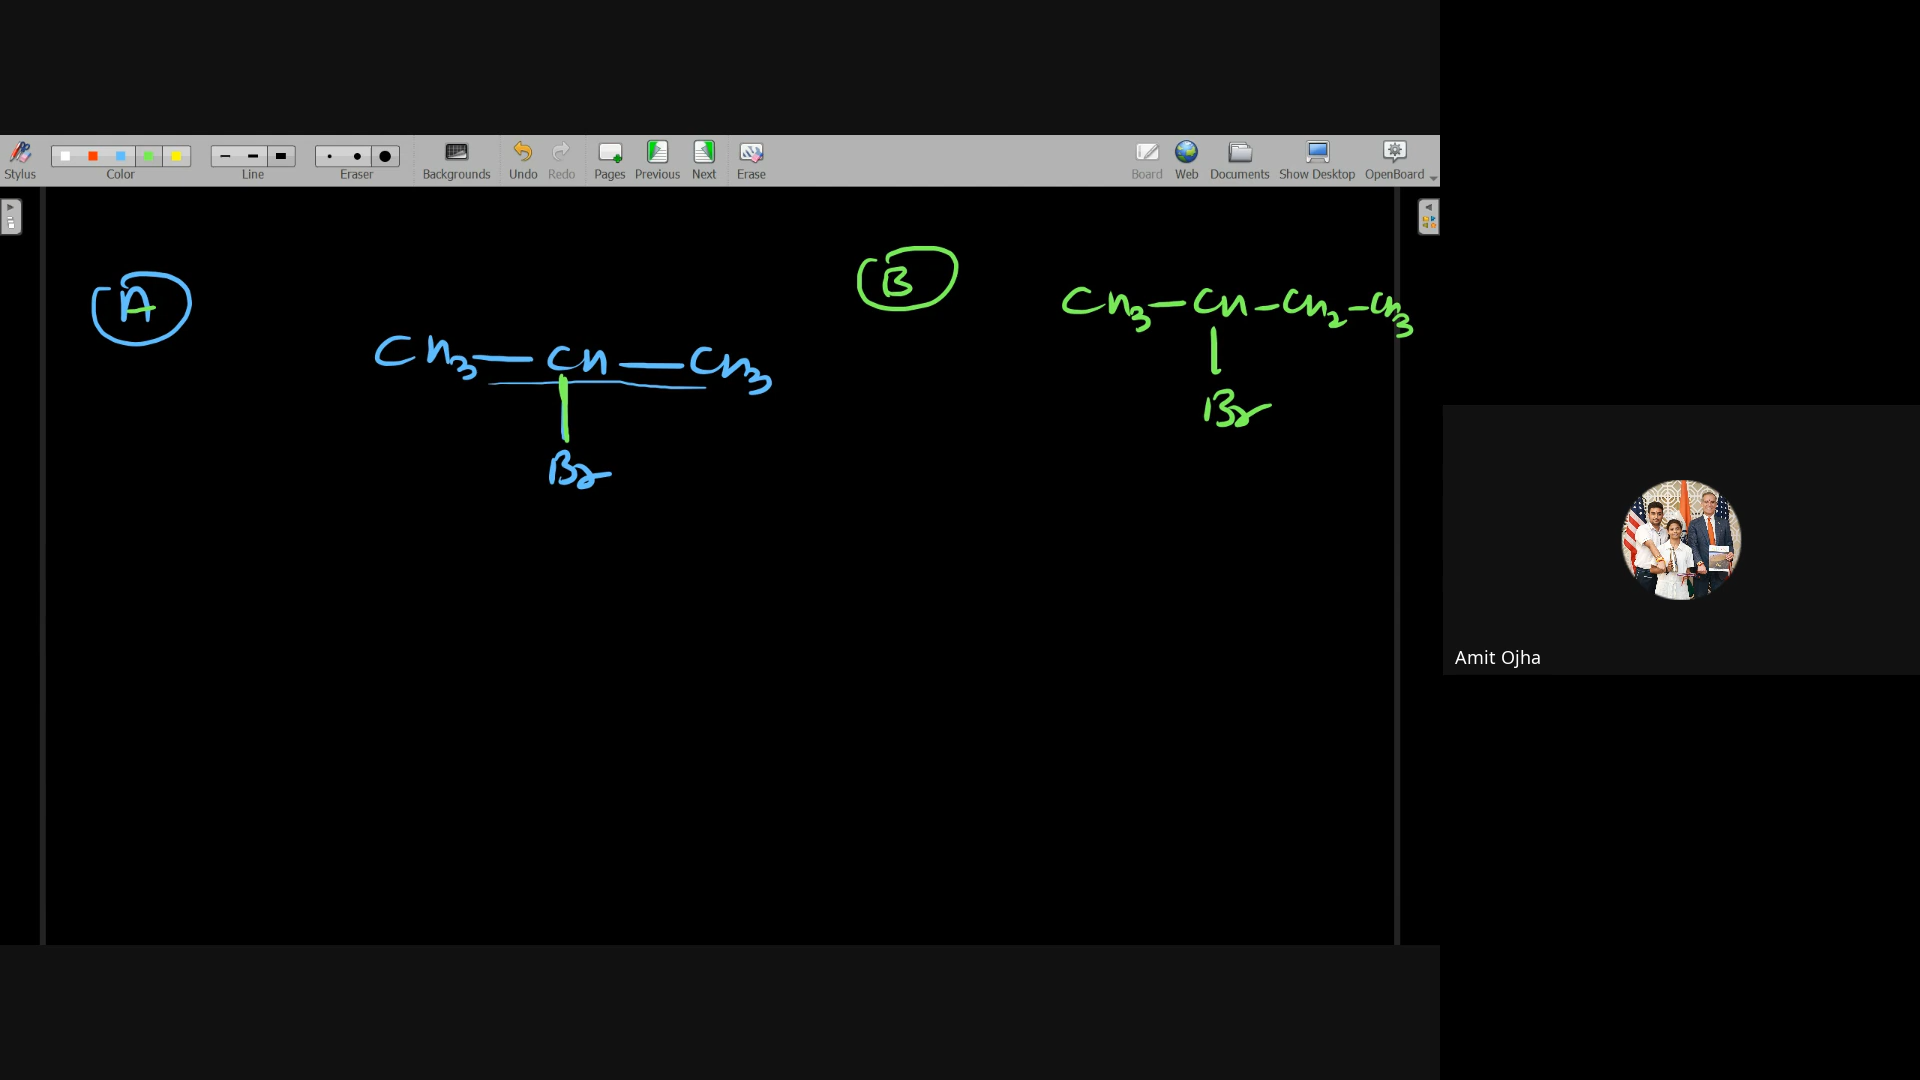 Stylus Color Line Eraser Backgrounds Undo Redo Pages Previous Next Erase Board Web Documents Show Desktop OpenBoard
A
CH3—CH—CH3
Br
B
CH3—CH—CH2—CH3
Br
Amit Ojha